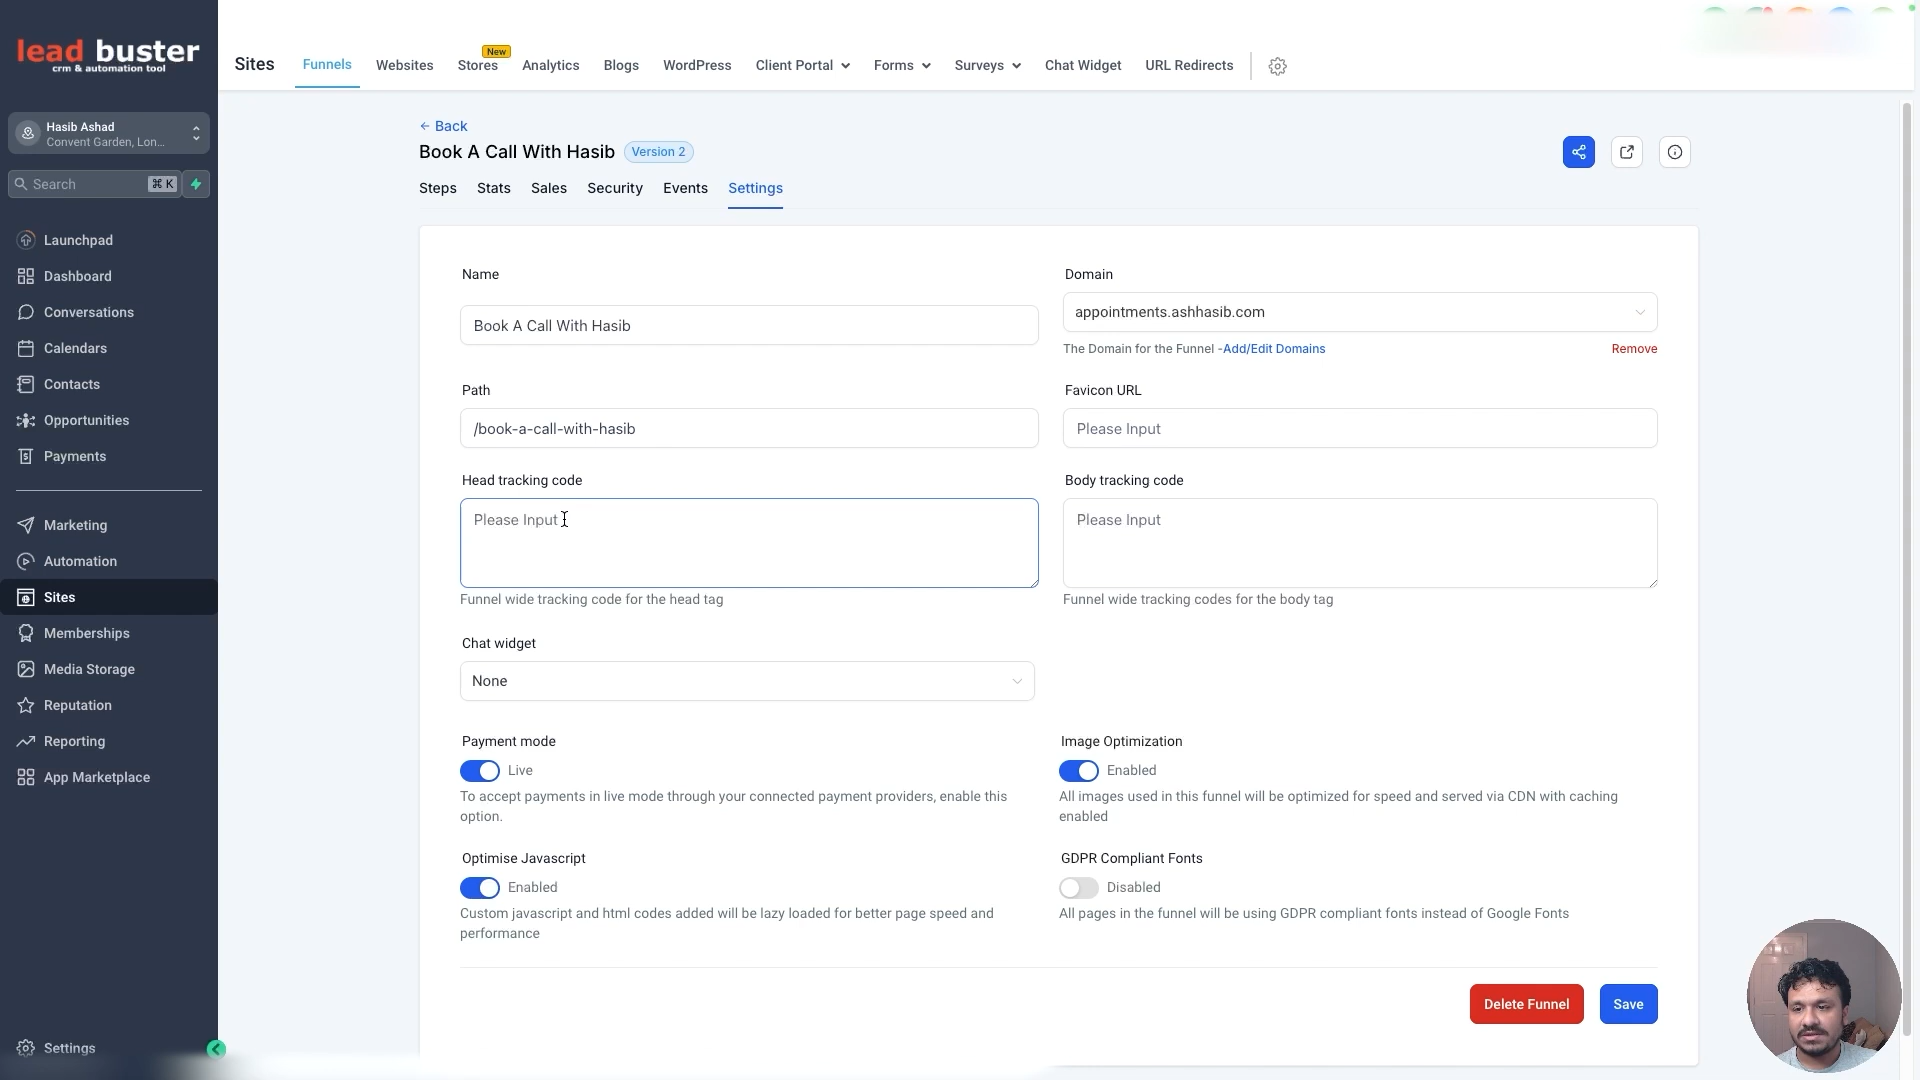 lead buster
crm & automation tool
Hasib Ashad
Convent Garden, Lon...
Search ⌘ K
Launchpad
Dashboard
Conversations
Calendars
Contacts
Opportunities
Payments
Marketing
Automation
Sites
Memberships
Media Storage
Reputation
Reporting
App Marketplace
Settings
Sites Funnels Websites Stores New Analytics Blogs WordPress Client Portal Forms Surveys Chat Widget URL Redirects
← Back
Book A Call With Hasib Version 2
Steps Stats Sales Security Events Settings
Name
Book A Call With Hasib
Domain
appointments.ashhasib.com
The Domain for the Funnel -Add/Edit Domains Remove
Path
/book-a-call-with-hasib
Favicon URL
Please Input
Head tracking code
Please Input
Funnel wide tracking code for the head tag
Body tracking code
Please Input
Funnel wide tracking codes for the body tag
Chat widget
None
Payment mode
Live
To accept payments in live mode through your connected payment providers, enable this
option.
Image Optimization
Enabled
All images used in this funnel will be optimized for speed and served via CDN with caching
enabled
Optimise Javascript
Enabled
Custom javascript and html codes added will be lazy loaded for better page speed and
performance
GDPR Compliant Fonts
Disabled
All pages in the funnel will be using GDPR compliant fonts instead of Google Fonts
Delete Funnel Save